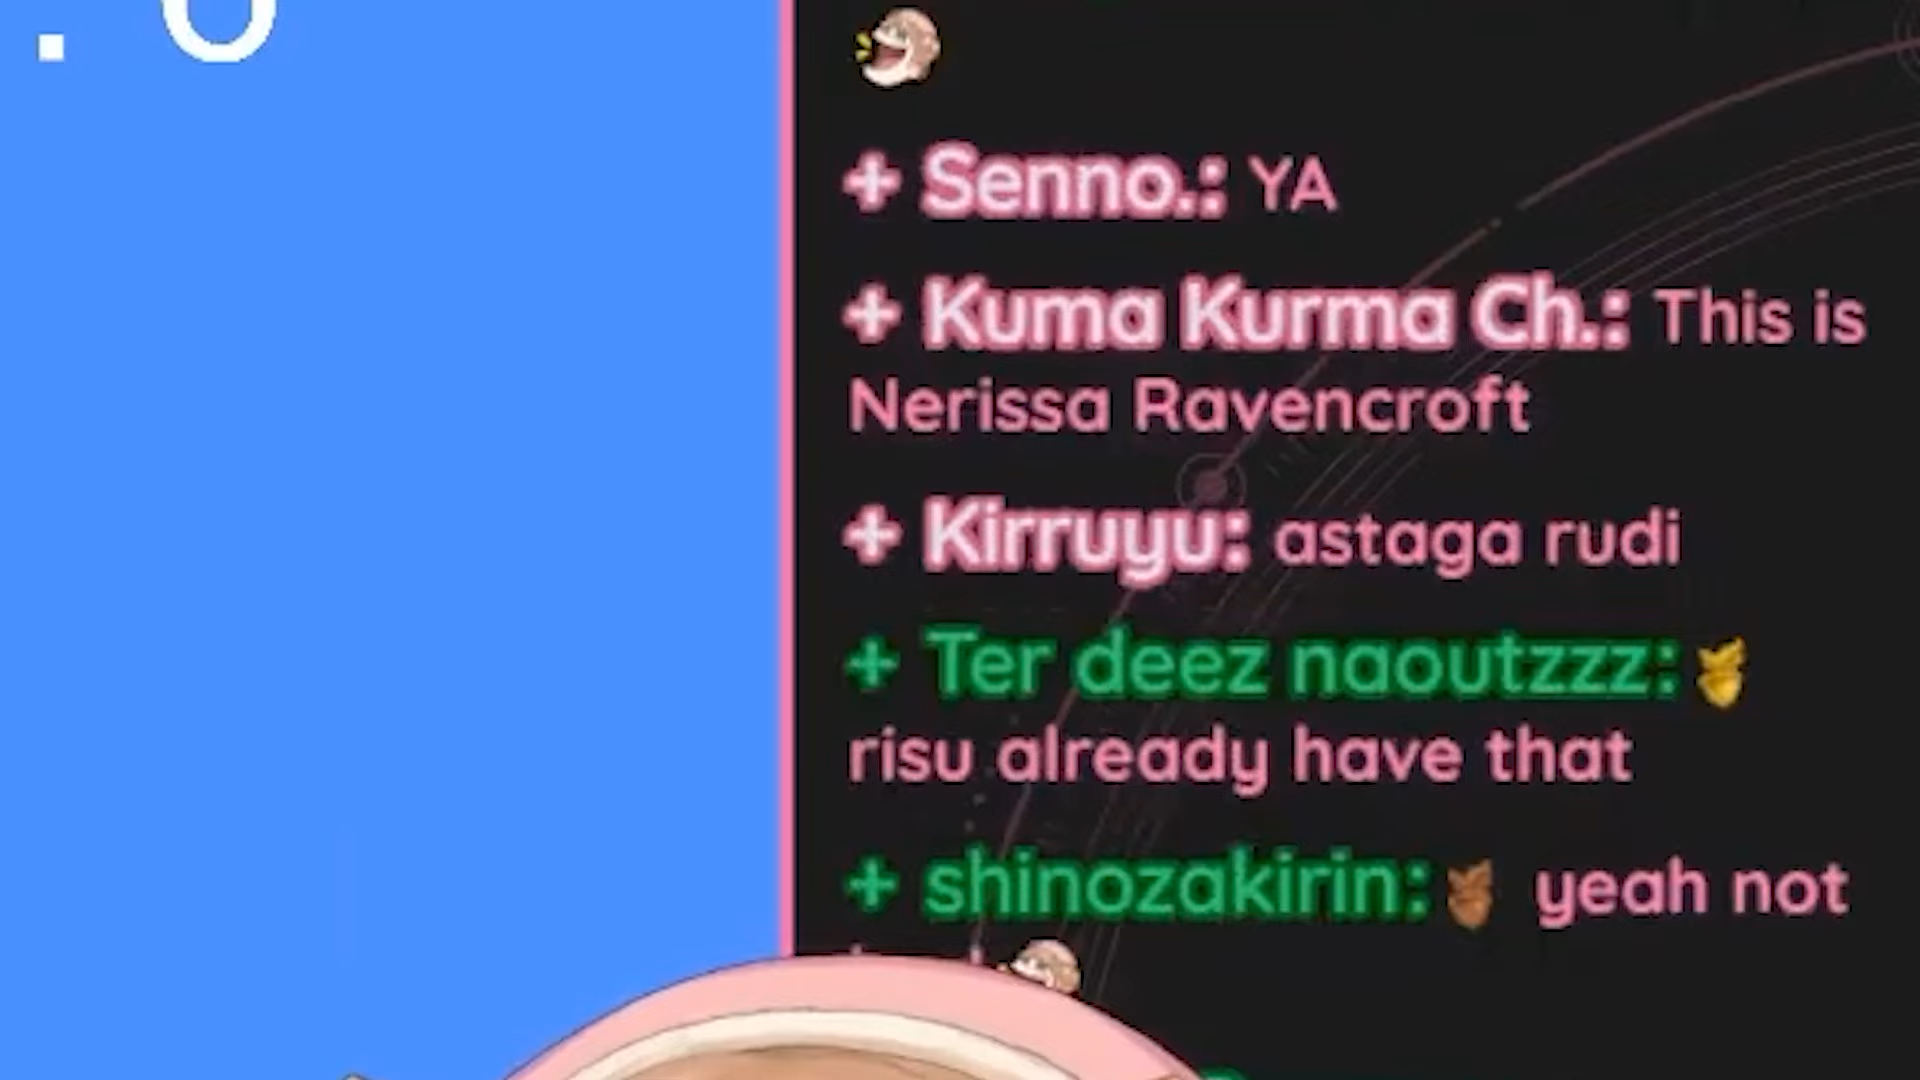 + Senno.: YA
+ Kuma Kurma Ch.: This is
Nerissa Ravencroft
+ Kirruyu: astaga rudi
+ Ter deez naoutzzz:
risu already have that
+ shinozakirin: yeah not